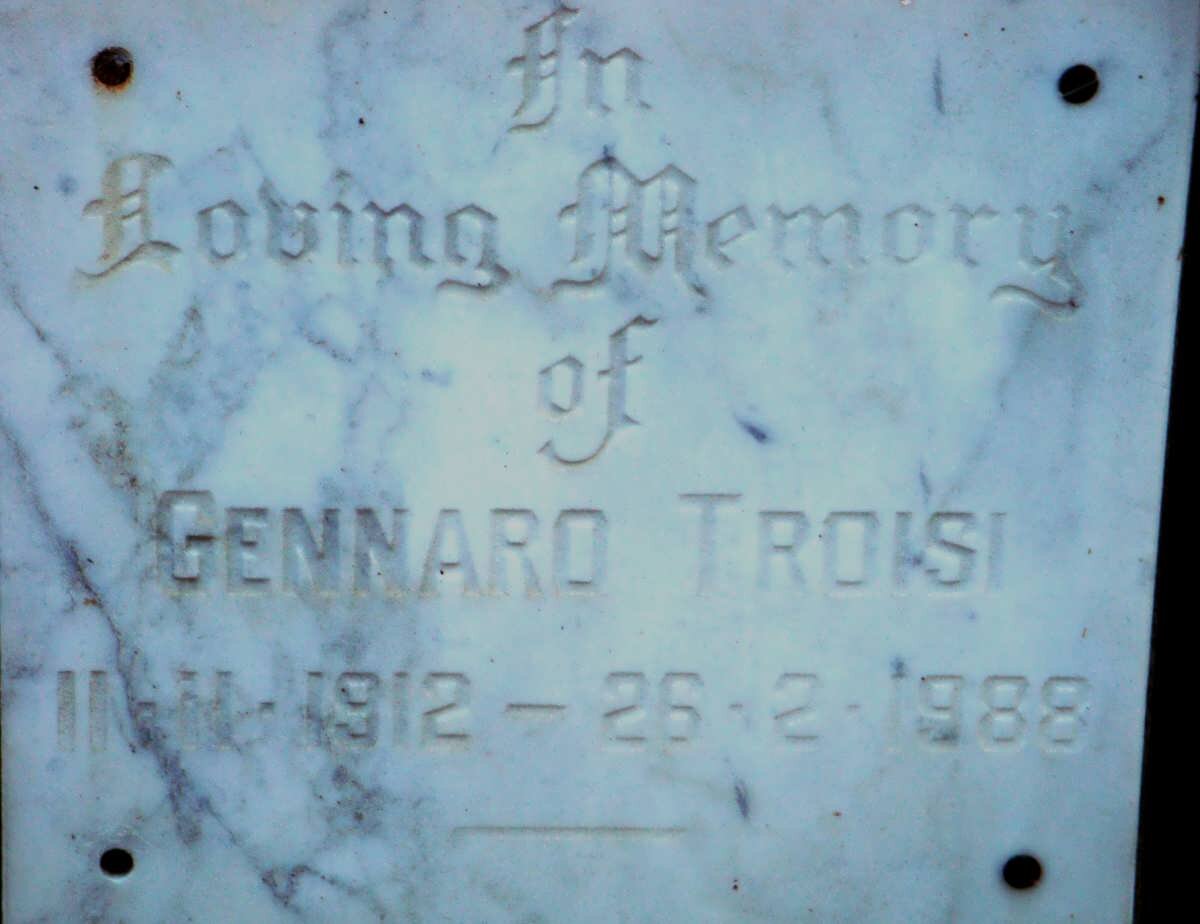 In
Loving Memory
of
GENNARO TROISI
11·11·1912 — 26·2·1988